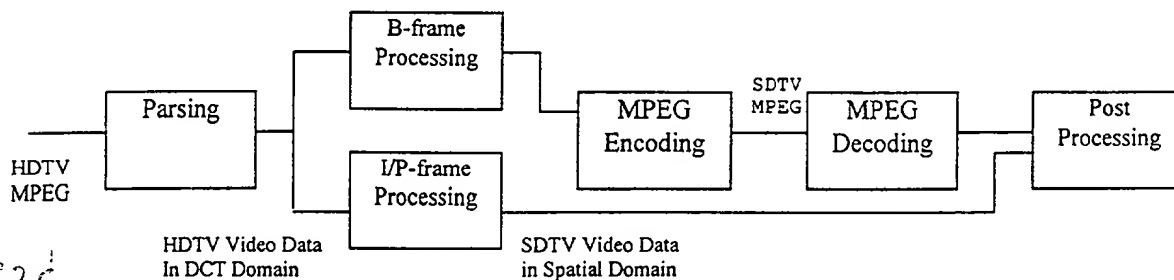 B-frame
Processing
Parsing
HDTV
MPEG
MPEG
Encoding
SDTV
MPEG
MPEG
Decoding
Post
Processing
I/P-frame
Processing
HDTV Video Data
In DCT Domain
SDTV Video Data
in Spatial Domain